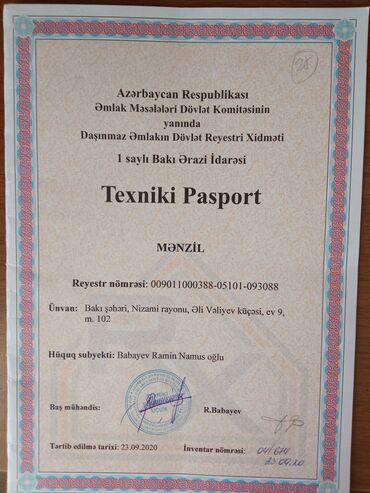 28
Azərbaycan Respublikası
Əmlak Məsələləri Dövlət Komitəsinin
yanında
Daşınmaz Əmlakın Dövlət Reyestri Xidməti
1 saylı Bakı Ərazi İdarəsi
Texniki Pasport
MƏNZİL
Reyestr nömrəsi: 009011000388-05101-093088
Ünvan: Bakı şəhəri, Nizami rayonu, Əli Vəliyev küçəsi, ev 9,
m. 102
Hüquq subyekti: Babayev Ramin Namus oğlu
Baş mühəndis: R.Babayev
Tərtib edilmə tarixi: 23.09.2020 İnventar nömrəsi: